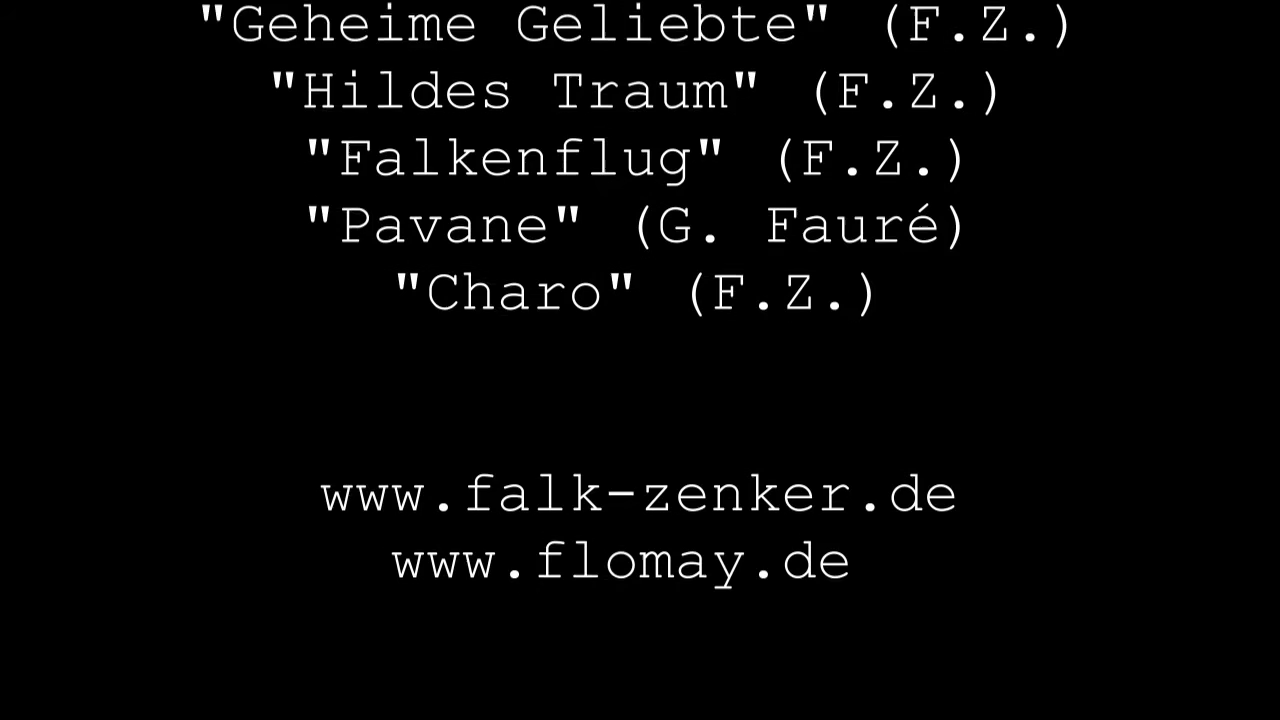 "Geheime Geliebte" (F.Z.)
"Hildes Traum" (F.Z.)
"Falkenflug" (F.Z.)
"Pavane" (G. Fauré)
"Charo" (F.Z.)
www.falk-zenker.de
www.flomay.de